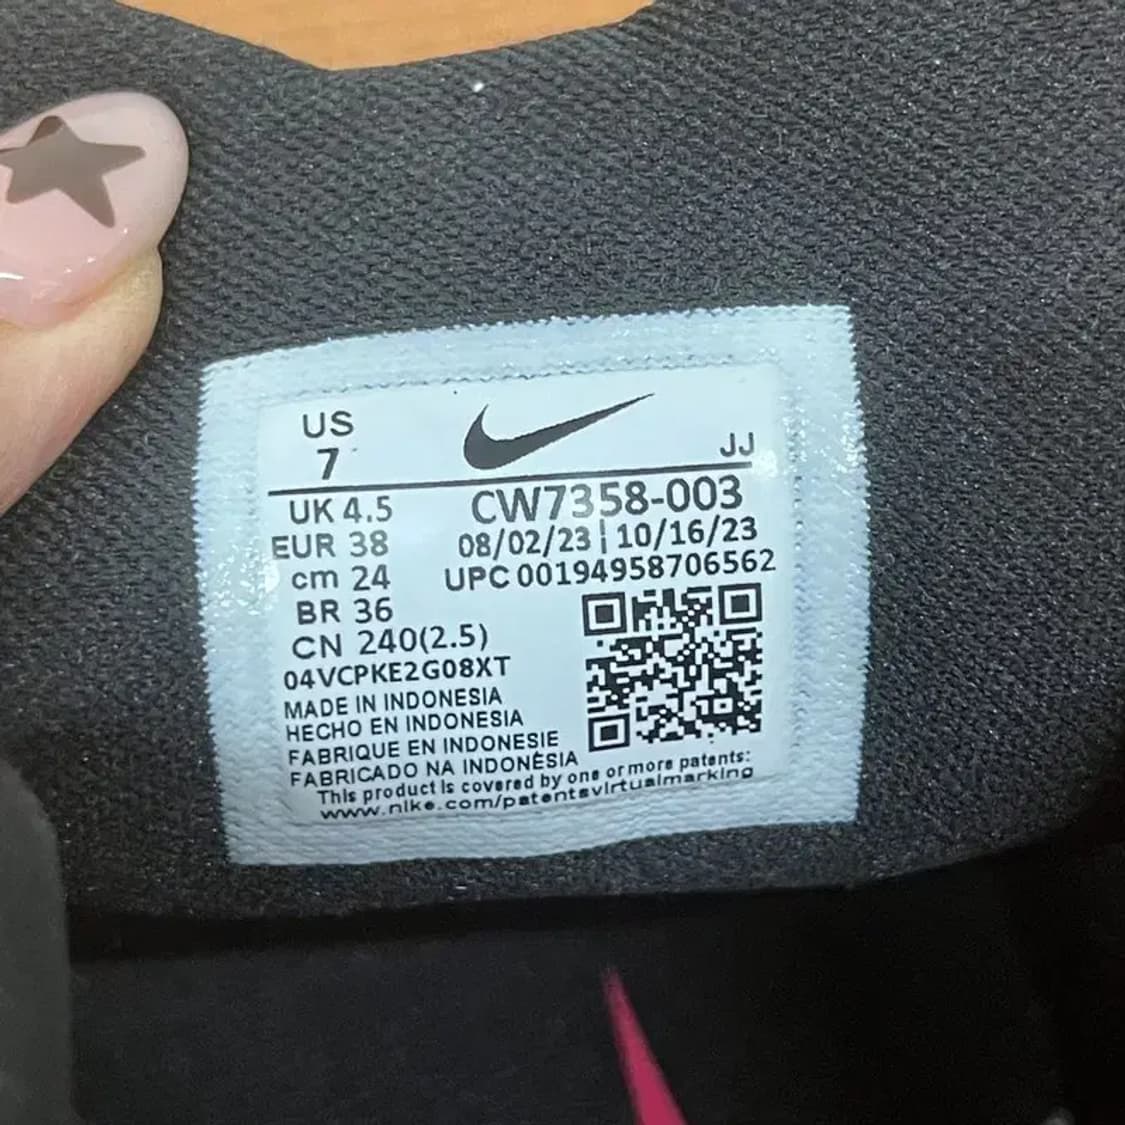 US
7
JJ
UK 4.5
CW7358-003
EUR 38
08/02/23 | 10/16/23
cm 24
UPC 00194958706562
BR 36
CN 240(2.5)
04VCPKE2G08XT
MADE IN INDONESIA
HECHO EN INDONESIA
FABRIQUE EN INDONESIE
FABRICADO NA INDONÉSIA
This product is covered by one or more patents:
www.nike.com/patentsvirtualmarking